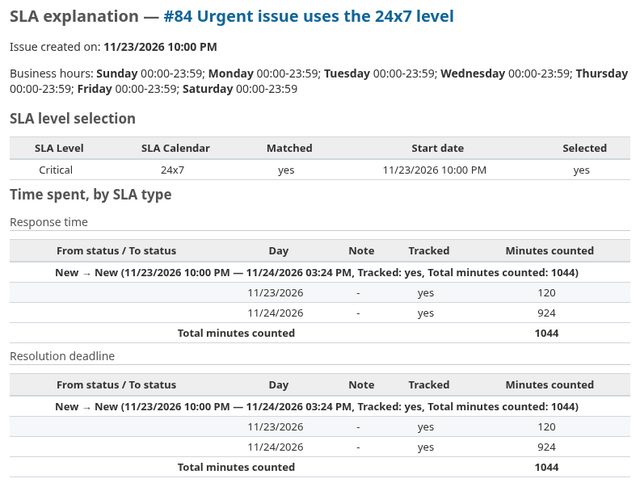 SLA explanation — #84 Urgent issue uses the 24x7 level
Issue created on: 11/23/2026 10:00 PM
Business hours: Sunday 00:00-23:59; Monday 00:00-23:59; Tuesday 00:00-23:59; Wednesday 00:00-23:59; Thursday
00:00-23:59; Friday 00:00-23:59; Saturday 00:00-23:59
SLA level selection
SLA Level SLA Calendar Matched Start date Selected
Critical 24x7 yes 11/23/2026 10:00 PM yes
Time spent, by SLA type
Response time
From status / To status Day Note Tracked Minutes counted
New → New (11/23/2026 10:00 PM — 11/24/2026 03:24 PM, Tracked: yes, Total minutes counted: 1044)
11/23/2026 - yes 120
11/24/2026 - yes 924
Total minutes counted 1044
Resolution deadline
From status / To status Day Note Tracked Minutes counted
New → New (11/23/2026 10:00 PM — 11/24/2026 03:24 PM, Tracked: yes, Total minutes counted: 1044)
11/23/2026 - yes 120
11/24/2026 - yes 924
Total minutes counted 1044